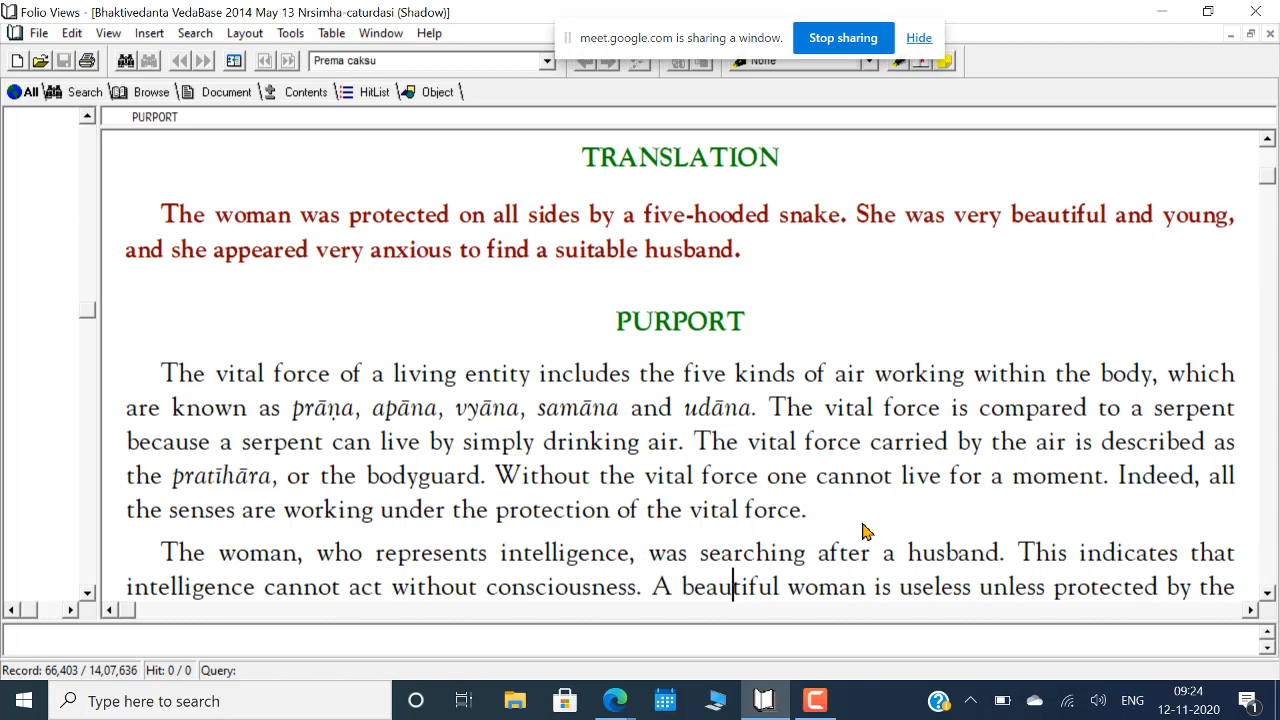 Folio Views - [Bhaktivedanta VedaBase 2014 May 13 Nrsimha-caturdasi (Shadow)]
File Edit View Insert Search Layout Tools Table Window Help
meet.google.com is sharing a window. Stop sharing Hide
Prema caksu
None
All Search Browse Document Contents HitList Object
PURPORT
TRANSLATION
The woman was protected on all sides by a five-hooded snake. She was very beautiful and young,
and she appeared very anxious to find a suitable husband.
PURPORT
The vital force of a living entity includes the five kinds of air working within the body, which
are known as prāṇa, apāna, vyāna, samāna and udāna. The vital force is compared to a serpent
because a serpent can live by simply drinking air. The vital force carried by the air is described as
the pratīhāra, or the bodyguard. Without the vital force one cannot live for a moment. Indeed, all
the senses are working under the protection of the vital force.
The woman, who represents intelligence, was searching after a husband. This indicates that
intelligence cannot act without consciousness. A beautiful woman is useless unless protected by the
Record: 66,403 / 14,07,636 Hit: 0 / 0 Query:
Type here to search
ENG
09:24
12-11-2020
1